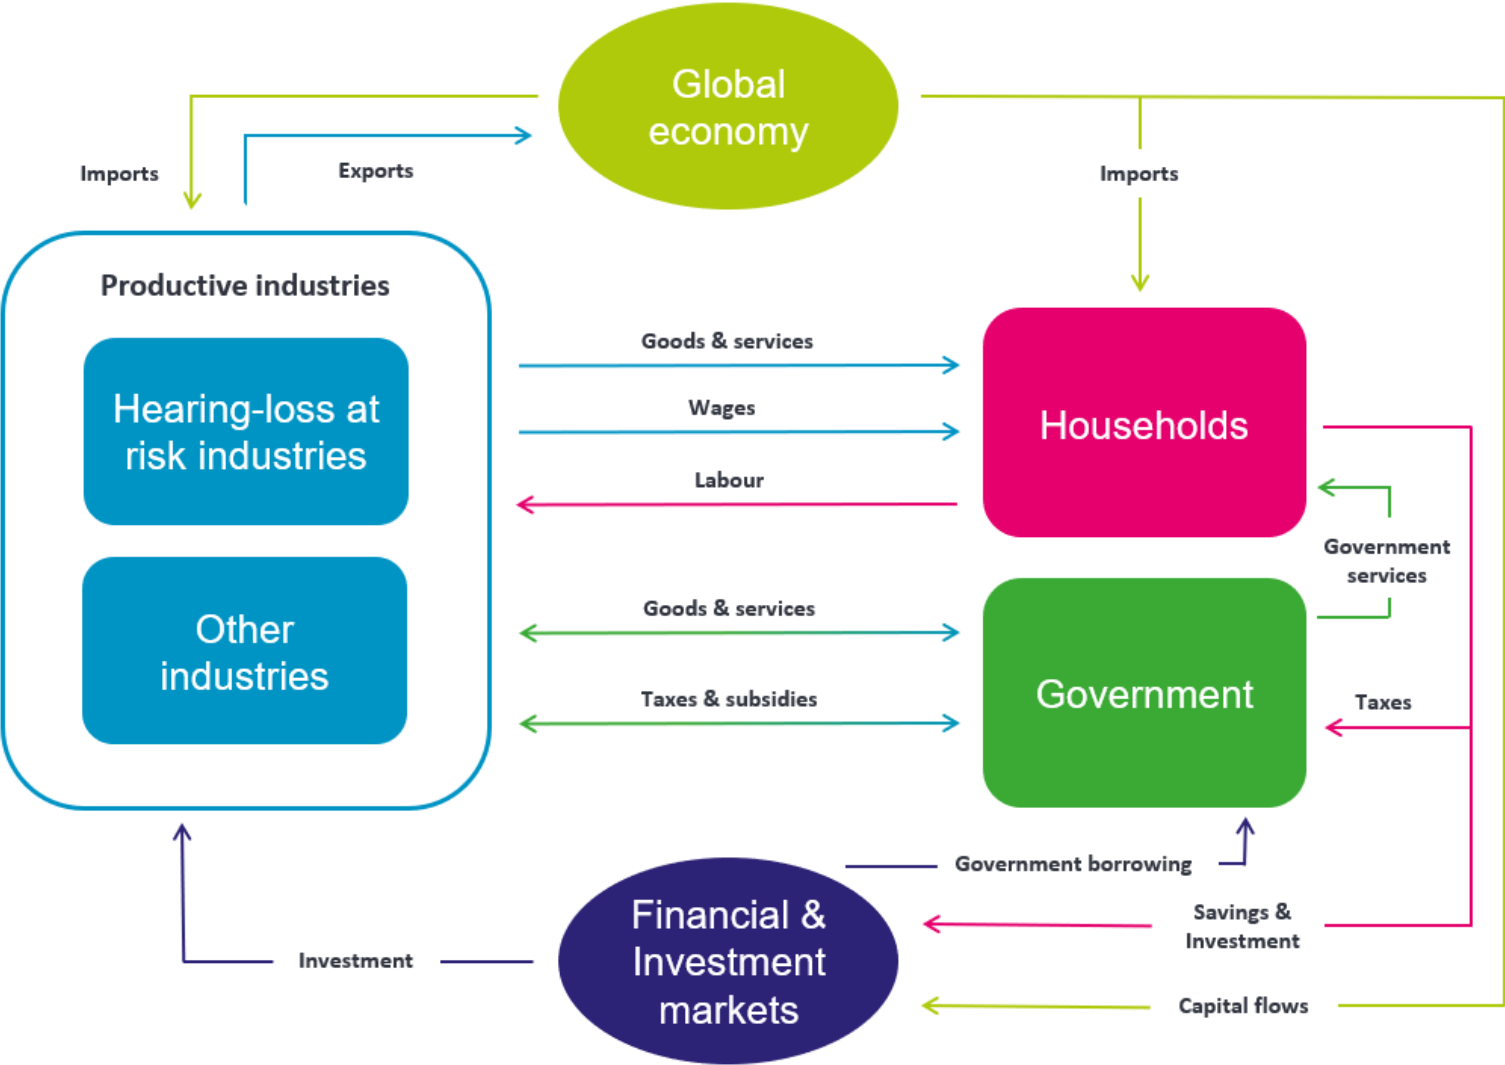 Global
economy
Imports
Exports
Imports
Productive industries
Hearing-loss at
risk industries
Other
industries
Goods & services
Wages
Labour
Goods & services
Taxes & subsidies
Households
Government
services
Government
Taxes
Government borrowing
Savings &
Investment
Financial &
Investment
markets
Investment
Capital flows